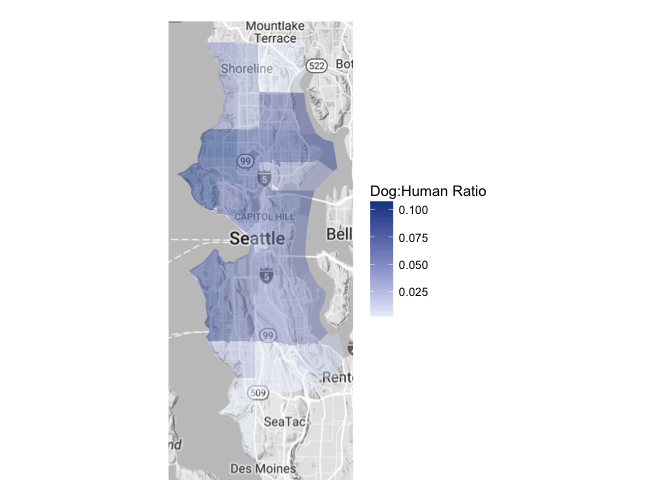 Mountlake
Terrace
Shoreline
522
Bot
99
5
CAPITOL HILL
Seattle
Bell
5
99
Rento
509
SeaTac
nd
Des Moines
Dog:Human Ratio
0.100
0.075
0.050
0.025